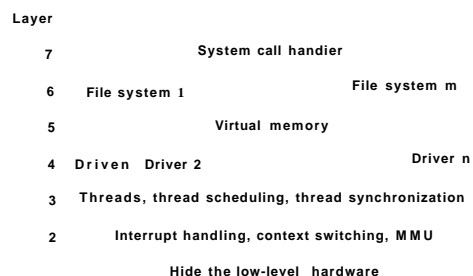 Layer
7 System call handier
6 File system 1 File system m
5 Virtual memory
4 Driven Driver 2 Driver n
3 Threads, thread scheduling, thread synchronization
2 Interrupt handling, context switching, MMU
Hide the low-level hardware